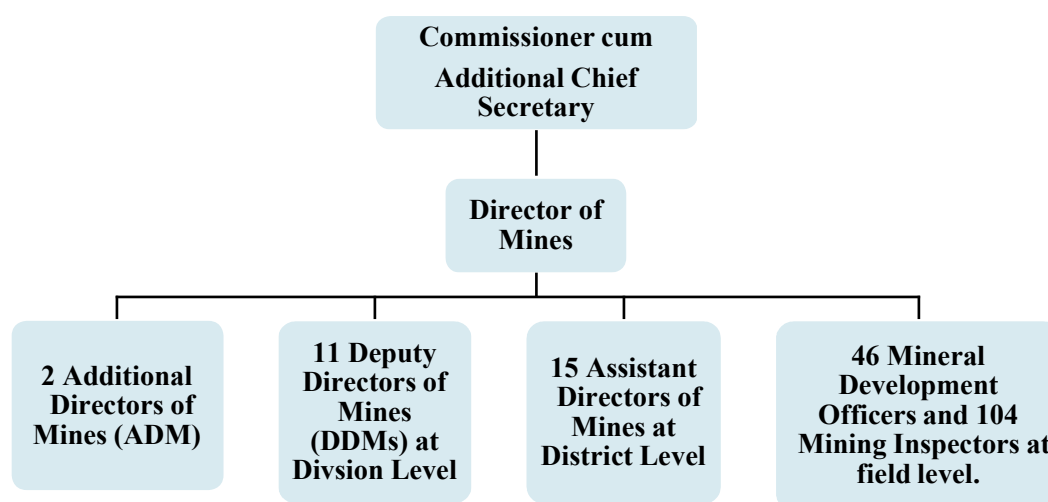 Commissioner cum
Additional Chief
Secretary
Director of
Mines
2 Additional
Directors of
Mines (ADM)
11 Deputy
Directors of
Mines
(DDMs) at
Divsion Level
15 Assistant
Directors of
Mines at
District Level
46 Mineral
Development
Officers and 104
Mining Inspectors at
field level.